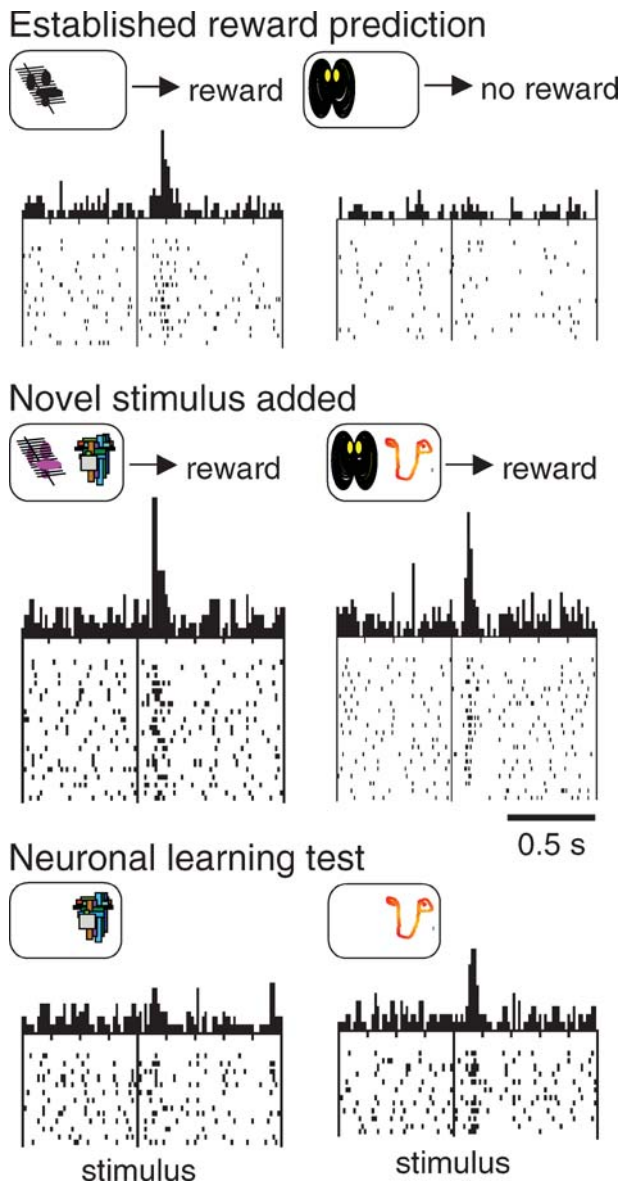 Established reward prediction
reward
no reward
Novel stimulus added
reward
reward
0.5 s
Neuronal learning test
stimulus
stimulus